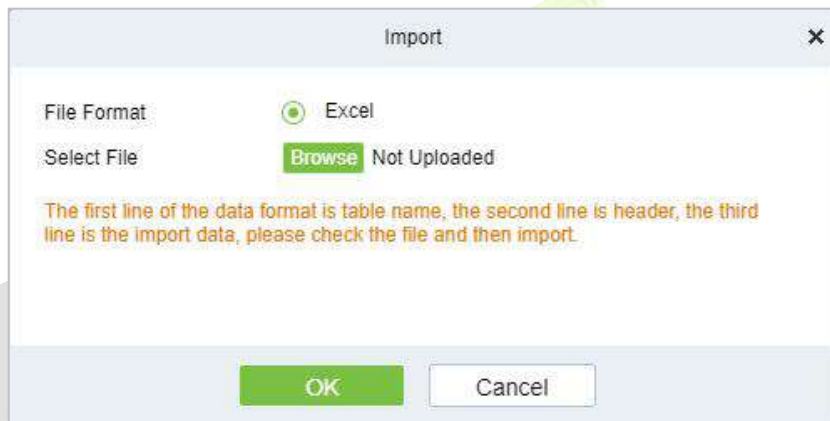 Import
File Format Excel
Select File Browse Not Uploaded
The first line of the data format is table name, the second line is header, the third
line is the import data, please check the file and then import.
OK Cancel